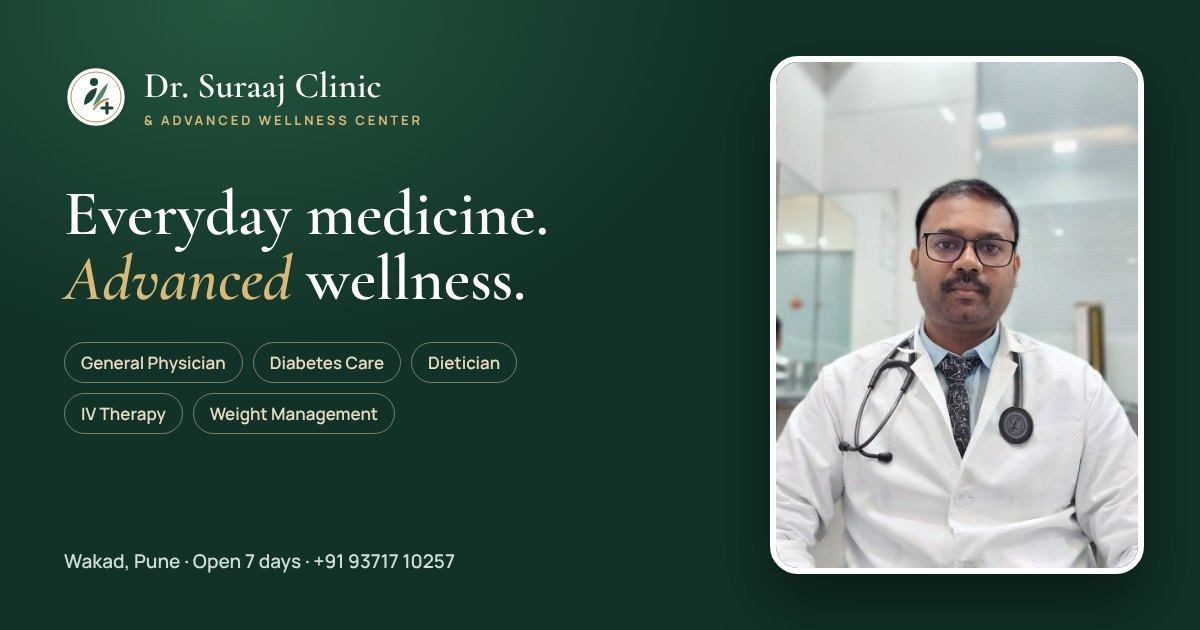 Dr. Suraaj Clinic
& ADVANCED WELLNESS CENTER
Everyday medicine.
Advanced wellness.
General Physician
Diabetes Care
Dietician
IV Therapy
Weight Management
Wakad, Pune · Open 7 days · +91 93717 10257